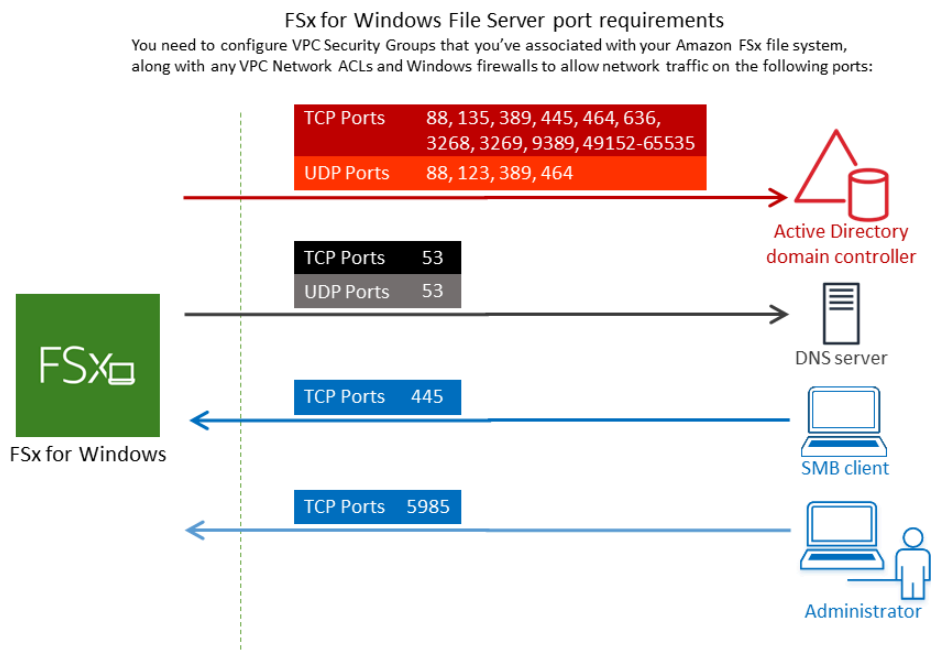 FSx for Windows File Server port requirements
You need to configure VPC Security Groups that you've associated with your Amazon FSx file system,
along with any VPC Network ACLs and Windows firewalls to allow network traffic on the following ports:
TCP Ports 88, 135, 389, 445, 464, 636,
3268, 3269, 9389, 49152-65535
UDP Ports 88, 123, 389, 464
Active Directory
domain controller
TCP Ports 53
UDP Ports 53
DNS server
FSx
FSx for Windows
TCP Ports 445
SMB client
TCP Ports 5985
Administrator